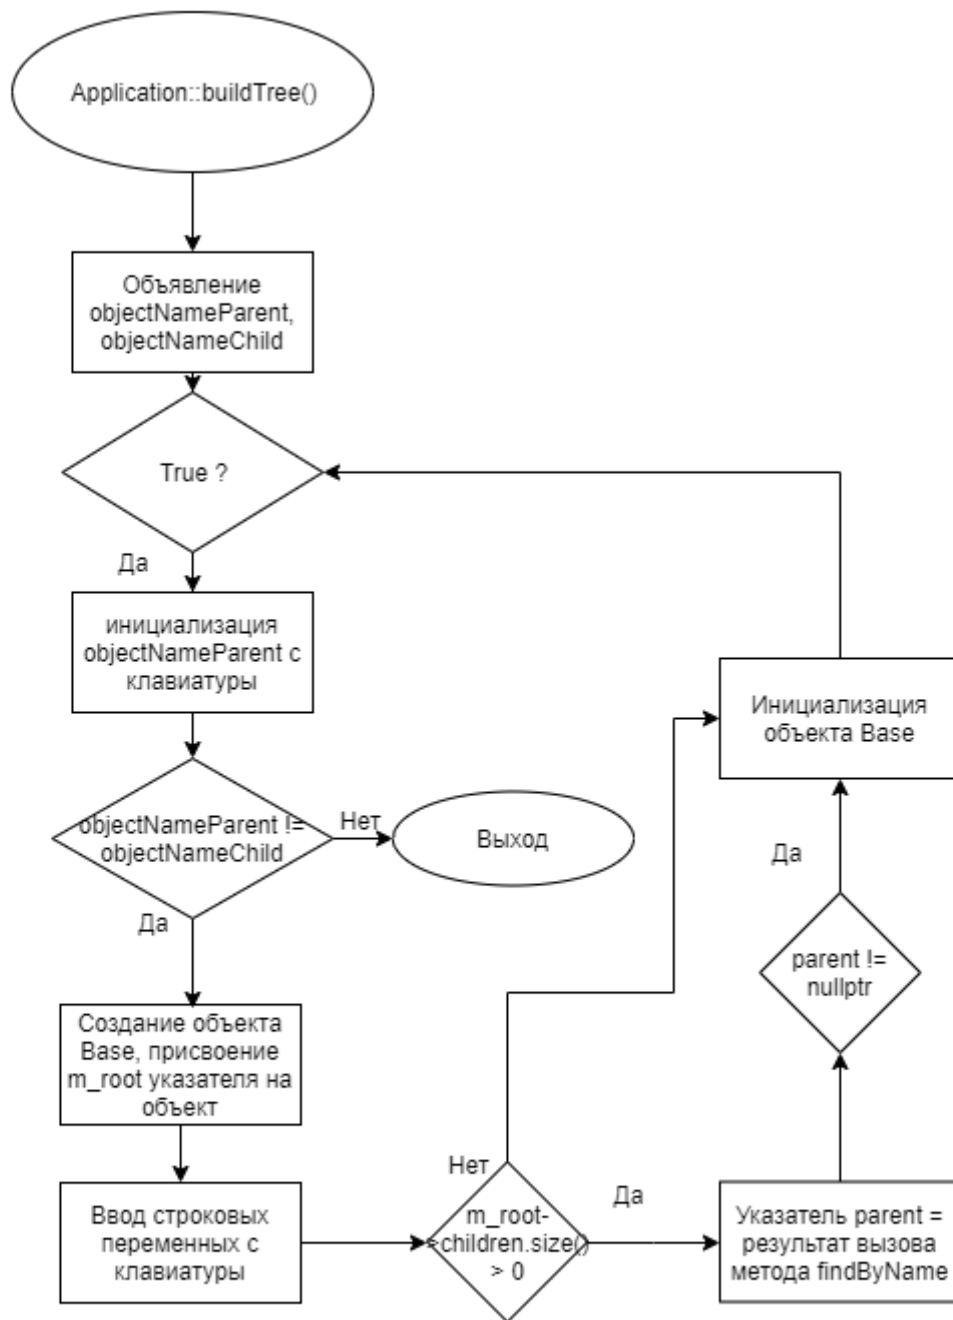 Application::buildTree()
Объявление
objectNameParent,
objectNameChild
True ?
Да
инициализация
objectNameParent с
клавиатуры
objectNameParent !=
objectNameChild
Нет
Выход
Да
Создание объекта
Base, присвоение
m_root указателя на
объект
Ввод строковых
переменных с
клавиатуры
m_root-
>children.size()
> 0
Нет
Да
Указатель parent =
результат вызова
метода findByName
parent !=
nullptr
Да
Инициализация
объекта Base